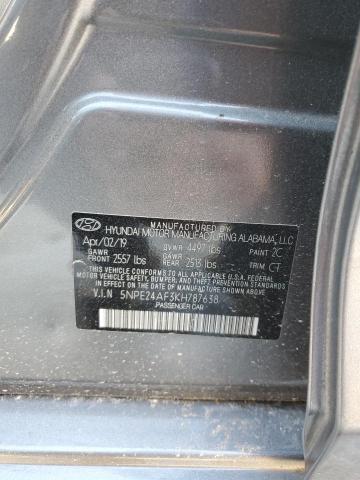 MANUFACTURED BY
HYUNDAI MOTOR MANUFACTURING ALABAMA, LLC
Apr/02/19 GVWR 4497 lbs PAINT 2C
GAWR FRONT 2557 lbs GAWR REAR 2513 lbs TRIM CT
THIS VEHICLE CONFORMS TO ALL APPLICABLE U.S. FEDERAL
MOTOR VEHICLE SAFETY, BUMPER, AND THEFT PREVENTION
STANDARDS IN EFFECT ON THE DATE OF MANUFACTURE SHOWN ABOVE.
V.I.N 5NPE24AF3KH787638
PASSENGER CAR